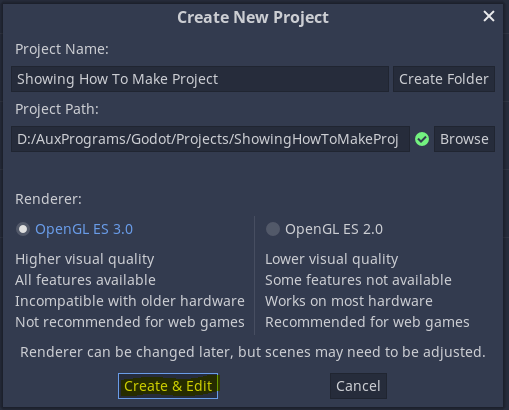 Create New Project
Project Name:
Showing How To Make Project
Create Folder
Project Path:
D:/AuxPrograms/Godot/Projects/ShowingHowToMakeProj
Browse
Renderer:
OpenGL ES 3.0
Higher visual quality
All features available
Incompatible with older hardware
Not recommended for web games
OpenGL ES 2.0
Lower visual quality
Some features not available
Works on most hardware
Recommended for web games
Renderer can be changed later, but scenes may need to be adjusted.
Create & Edit
Cancel